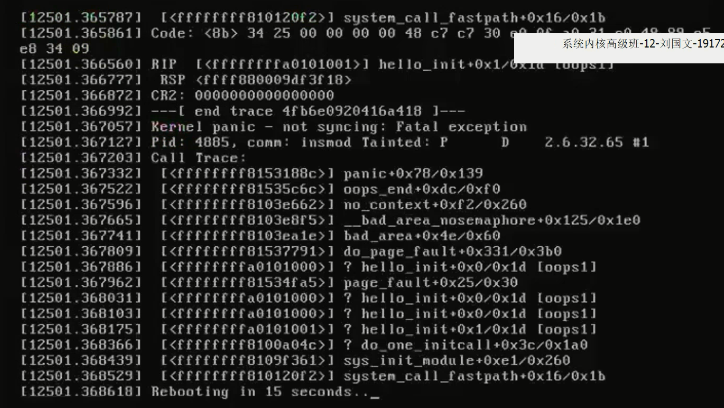 [12501.365787]  [<ffffffff810120f2>] system_call_fastpath+0x16/0x1b
[12501.365861] Code: <8b> 34 25 00 00 00 00 48 c7 c7 30
系统内核高级班-12-刘国文-19172
e8 34 09
[12501.366560] RIP  [<ffffffffa0101001>] hello_init+0x1/0x1d [oops1]
[12501.366777]  RSP <ffff880009df3f18>
[12501.366872] CR2: 0000000000000000
[12501.366992] ---[ end trace 4fb6e0920416a418 ]---
[12501.367057] Kernel panic - not syncing: Fatal exception
[12501.367127] Pid: 4885, comm: insmod Tainted: P      D    2.6.32.65 #1
[12501.367203] Call Trace:
[12501.367332]  [<ffffffff8153188c>] panic+0x78/0x139
[12501.367522]  [<ffffffff81535c6c>] oops_end+0xdc/0xf0
[12501.367596]  [<ffffffff8103e662>] no_context+0xf2/0x260
[12501.367665]  [<ffffffff8103e8f5>] __bad_area_nosemaphore+0x125/0x1e0
[12501.367741]  [<ffffffff8103ea1e>] bad_area+0x4e/0x60
[12501.367809]  [<ffffffff81537791>] do_page_fault+0x331/0x3b0
[12501.367886]  [<ffffffffa0101000>] ? hello_init+0x0/0x1d [oops1]
[12501.367962]  [<ffffffff81534fa5>] page_fault+0x25/0x30
[12501.368031]  [<ffffffffa0101000>] ? hello_init+0x0/0x1d [oops1]
[12501.368103]  [<ffffffffa0101000>] ? hello_init+0x0/0x1d [oops1]
[12501.368175]  [<ffffffffa0101001>] ? hello_init+0x1/0x1d [oops1]
[12501.368366]  [<ffffffff8100a04c>] ? do_one_initcall+0x3c/0x1a0
[12501.368439]  [<ffffffff8109f361>] sys_init_module+0xe1/0x260
[12501.368529]  [<ffffffff810120f2>] system_call_fastpath+0x16/0x1b
[12501.368618] Rebooting in 15 seconds.._